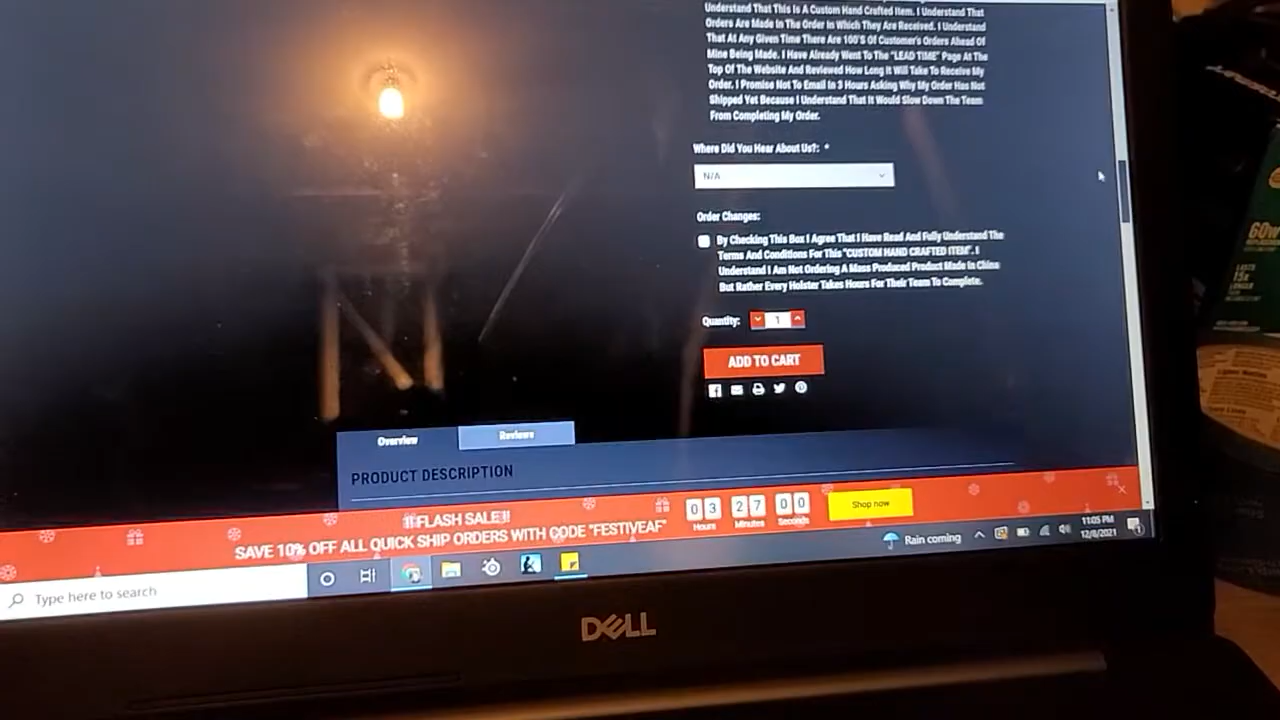 Understand That This Is A Custom Hand Crafted Item. I Understand That
Orders Are Made In The Order In Which They Are Received. I Understand
That At Any Given Time There Are 100'S Of Customer's Orders Ahead Of
Mine Being Made. I Have Already Went To The "LEAD TIME" Page At The
Top Of The Website And Reviewed How Long It Will Take To Receive My
Order. I Promise Not To Email In 3 Hours Asking Why My Order Has Not
Shipped Yet Because I Understand That It Would Slow Down The Team
From Completing My Order.
Where Did You Hear About Us?: *
N/A
Order Changes:
By Checking This Box I Agree That I Have Read And Fully Understand The
Terms And Conditions For This "CUSTOM HAND CRAFTED ITEM". I
Understand I Am Not Ordering A Mass Produced Product Made In China
But Rather Every Holster Takes Hours For Their Team To Complete.
Quantity: 1
ADD TO CART
Overview
Reviews
PRODUCT DESCRIPTION
!!FLASH SALE!!
SAVE 10% OFF ALL QUICK SHIP ORDERS WITH CODE "FESTIVEAF"
03 27 00
Hours Minutes Seconds
Shop now
Type here to search
Rain coming
11:05 PM
12/8/2021
DELL
60W